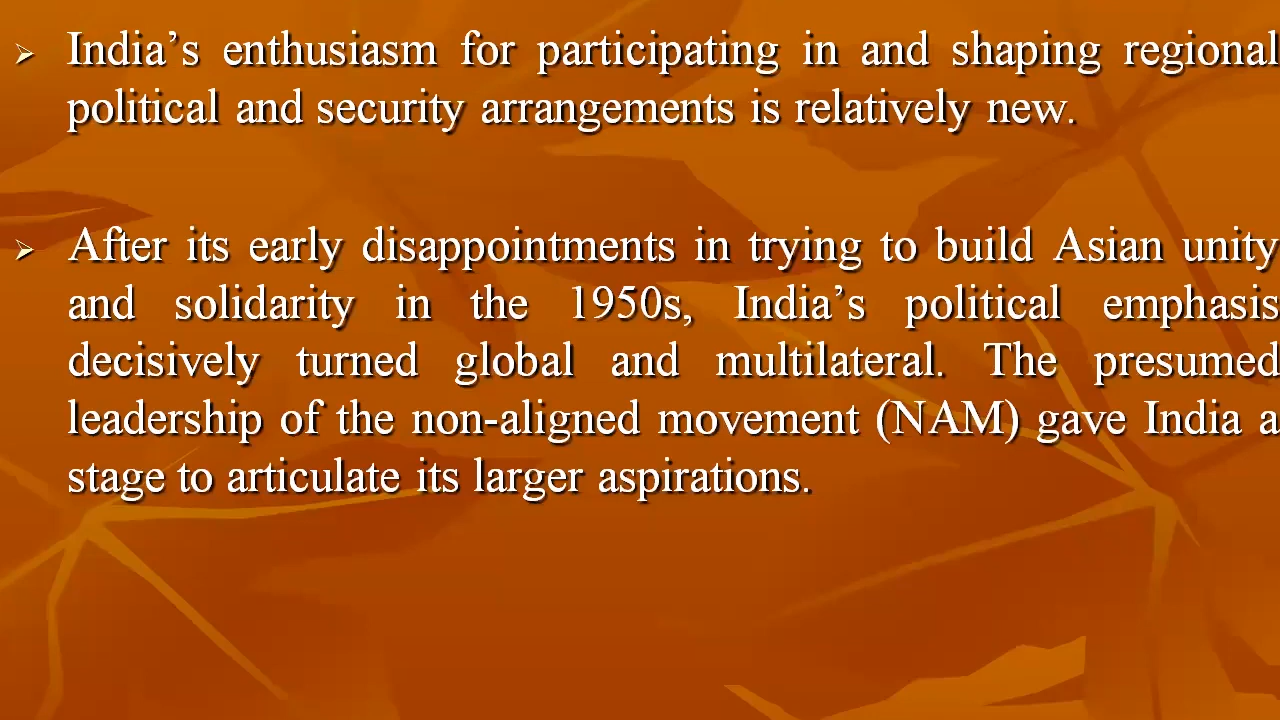 ➢ India’s enthusiasm for participating in and shaping regional
political and security arrangements is relatively new.
➢ After its early disappointments in trying to build Asian unity
and solidarity in the 1950s, India’s political emphasis
decisively turned global and multilateral. The presumed
leadership of the non-aligned movement (NAM) gave India a
stage to articulate its larger aspirations.